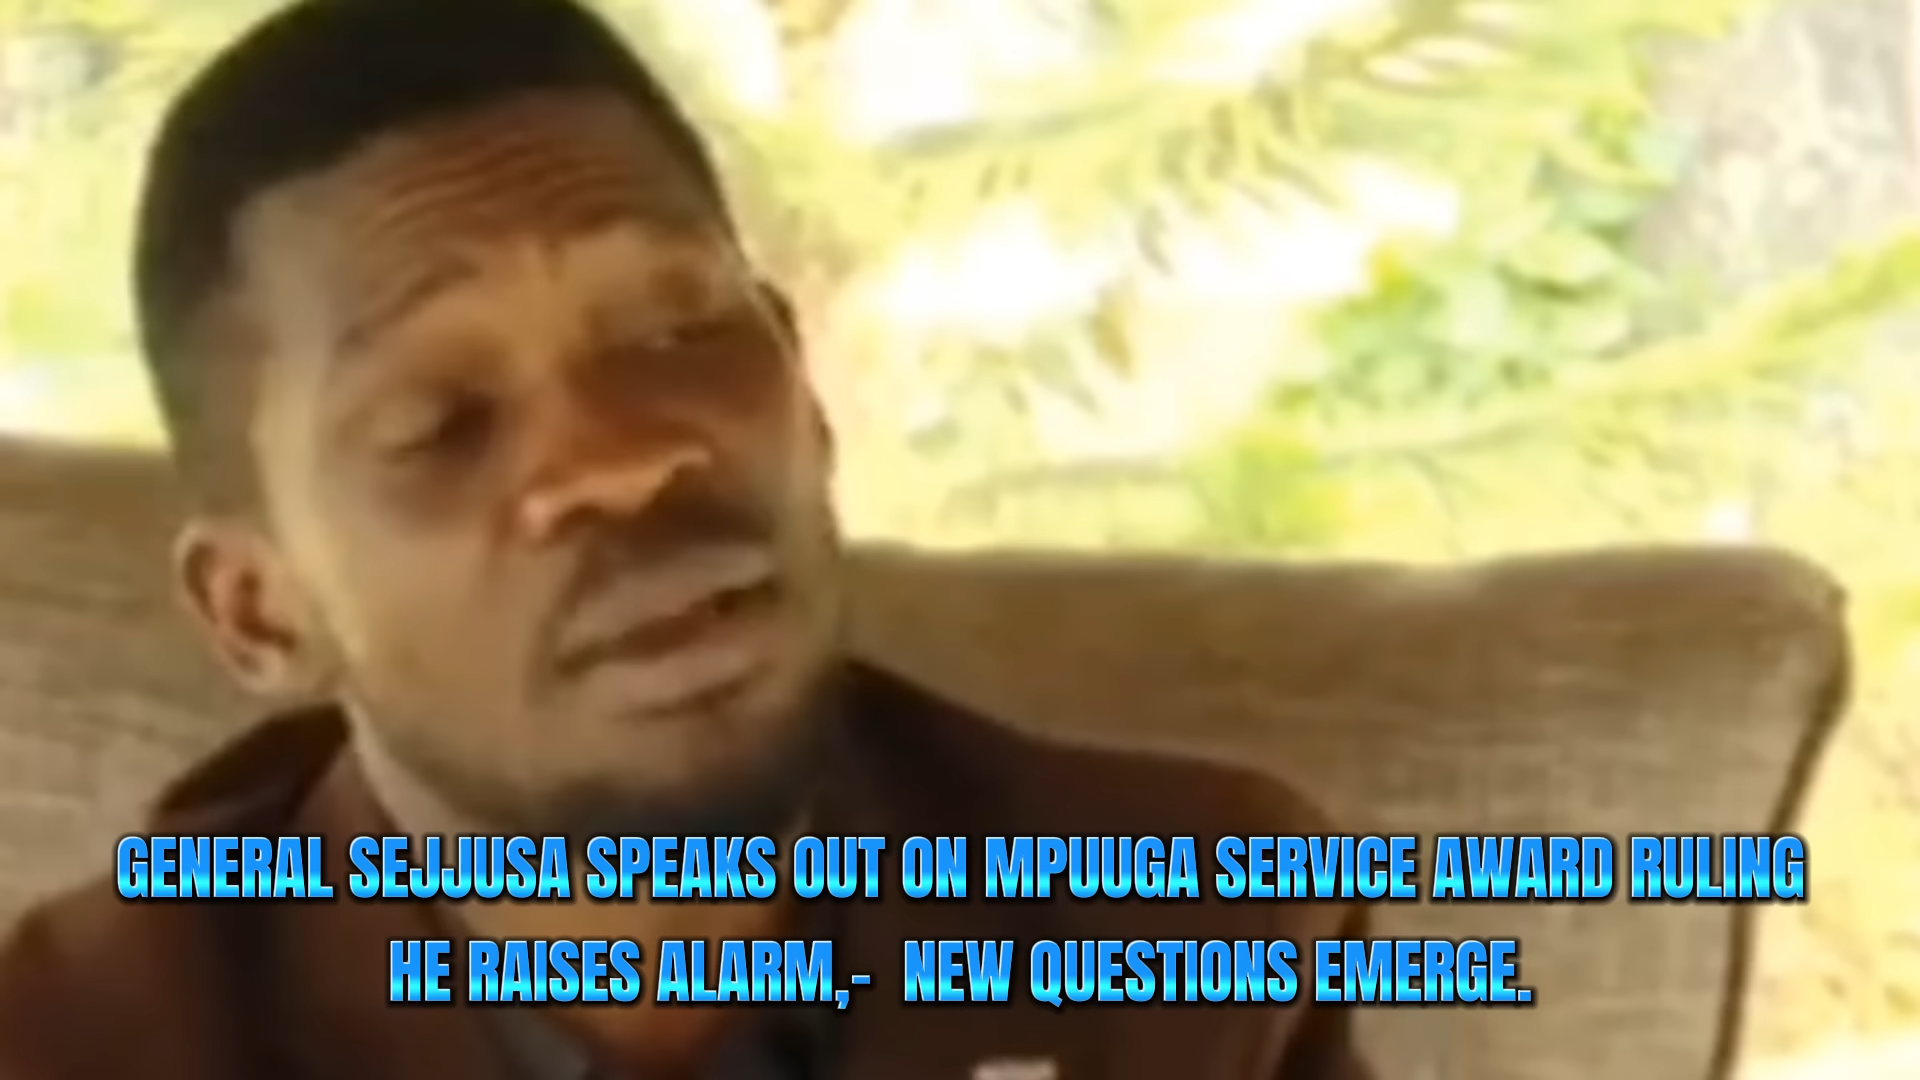 GENERAL SEJJUSA SPEAKS OUT ON MPUUGA SERVICE AWARD RULING
HE RAISES ALARM,- NEW QUESTIONS EMERGE.